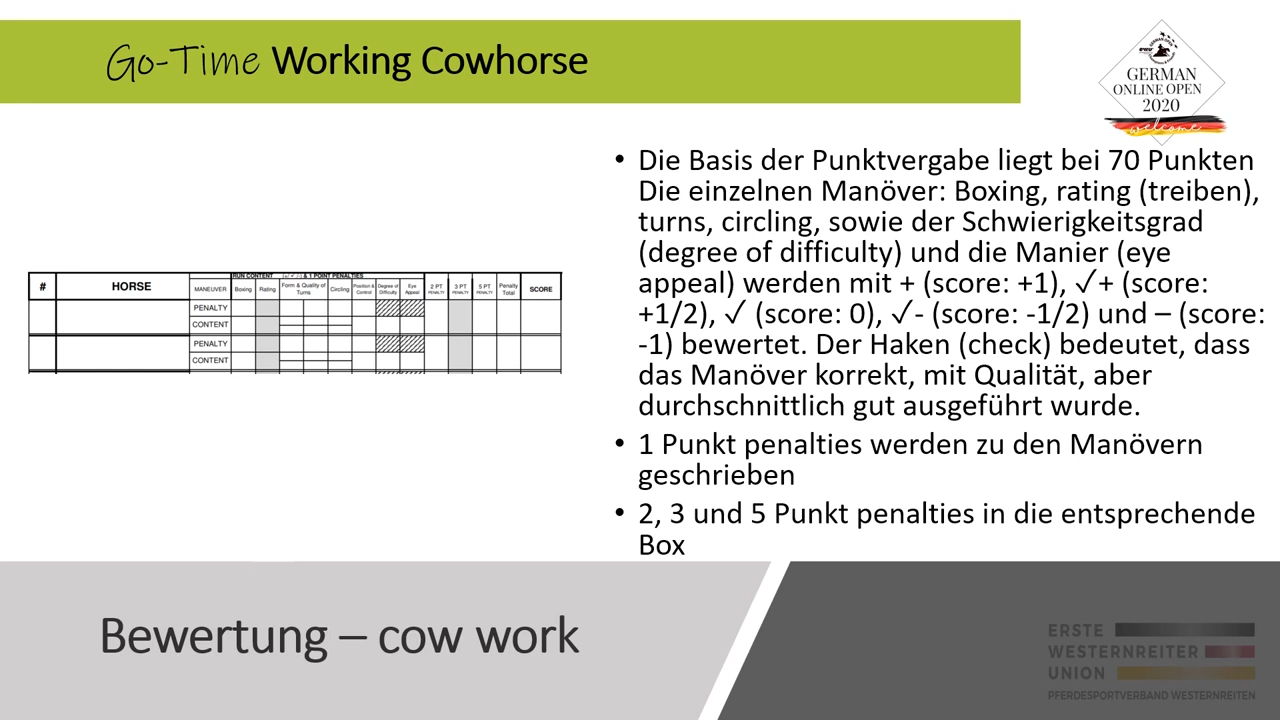 Go-Time Working Cowhorse
GERMAN OPEN
GERMAN
ONLINE OPEN
2020
welcome
• Die Basis der Punktvergabe liegt bei 70 Punkten
Die einzelnen Manöver: Boxing, rating (treiben),
turns, circling, sowie der Schwierigkeitsgrad
(degree of difficulty) und die Manier (eye
appeal) werden mit + (score: +1), ✓+ (score:
+1/2), ✓ (score: 0), ✓- (score: -1/2) und – (score:
-1) bewertet. Der Haken (check) bedeutet, dass
das Manöver korrekt, mit Qualität, aber
durchschnittlich gut ausgeführt wurde.
• 1 Punkt penalties werden zu den Manövern
geschrieben
• 2, 3 und 5 Punkt penalties in die entsprechende
Box
RUN CONTENT & 1 POINT PENALTIES
# HORSE MANEUVER Boxing Rating Form & Quality of Turns Circling Position & Control Degree of Difficulty Eye Appeal 2 PT PENALTY 3 PT PENALTY 5 PT PENALTY Penalty Total SCORE
PENALTY
CONTENT
PENALTY
CONTENT
Bewertung – cow work
ERSTE
WESTERNREITER
UNION
PFERDESPORTVERBAND WESTERNREITEN